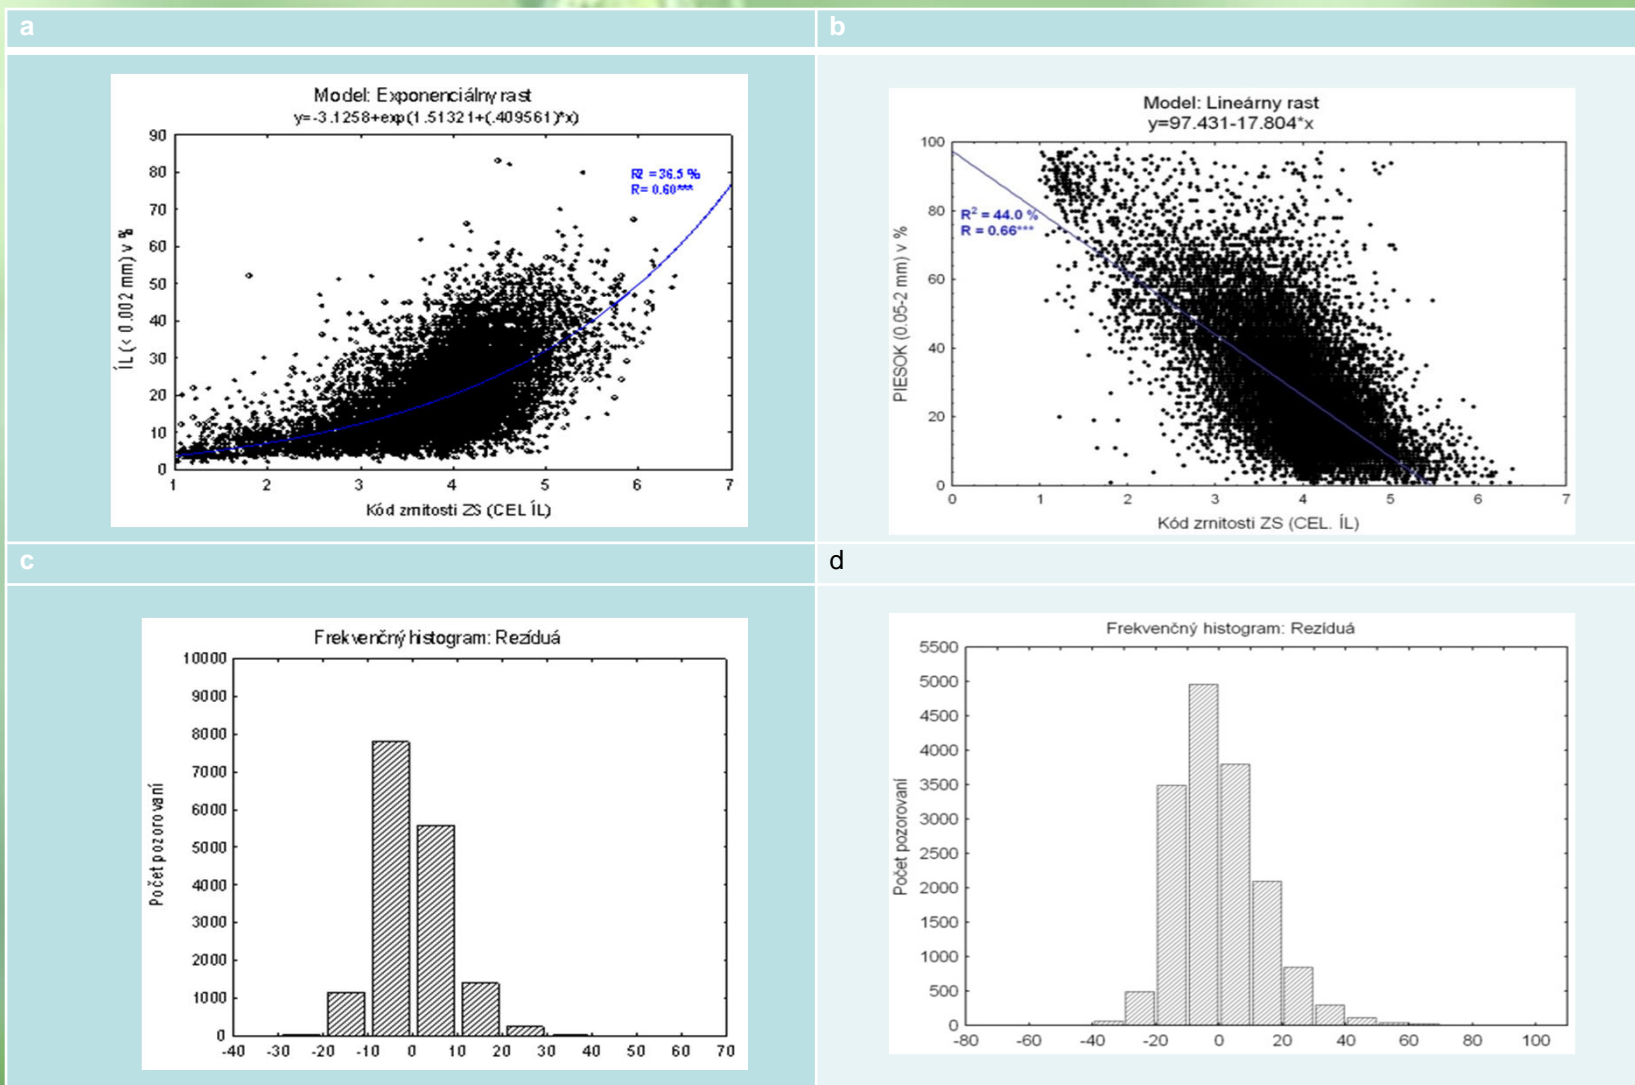 a
b
Model: Exponenciálny rast
y=-3.1258+exp(1.51321+(.409561)*x)
R2 = 36.5 %
R= 0.60***
ÍL (< 0.002 mm) v %
90
80
70
60
50
40
30
20
10
0
1 2 3 4 5 6 7
Kód zrnitosti ZS (CEL ÍL)
Model: Lineárny rast
y=97.431-17.804*x
R² = 44.0 %
R = 0.66***
PIESOK (0.05-2 mm) v %
100
80
60
40
20
0
0 1 2 3 4 5 6 7
Kód zrnitosti ZS (CEL. ÍL)
c
d
Frekvenčný histogram: Rezíduá
Počet pozorovaní
10000
9000
8000
7000
6000
5000
4000
3000
2000
1000
0
-40 -30 -20 -10 0 10 20 30 40 50 60 70
Frekvenčný histogram: Rezíduá
Počet pozorovaní
5500
5000
4500
4000
3500
3000
2500
2000
1500
1000
500
0
-80 -60 -40 -20 0 20 40 60 80 100